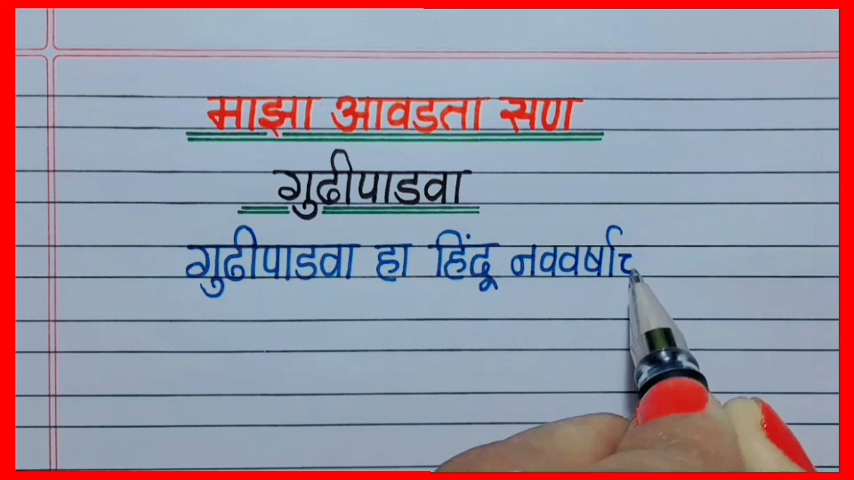 माझा आवडता सण
गुढीपाडवा
गुढीपाडवा हा हिंदू नववर्षाच